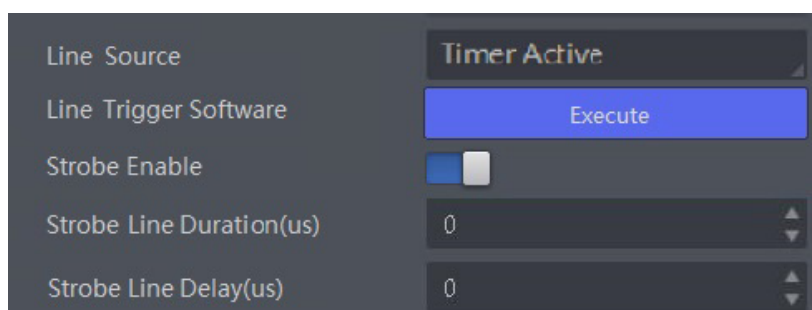 Line Source Timer Active
Line Trigger Software Execute
Strobe Enable
Strobe Line Duration(us) 0
Strobe Line Delay(us) 0